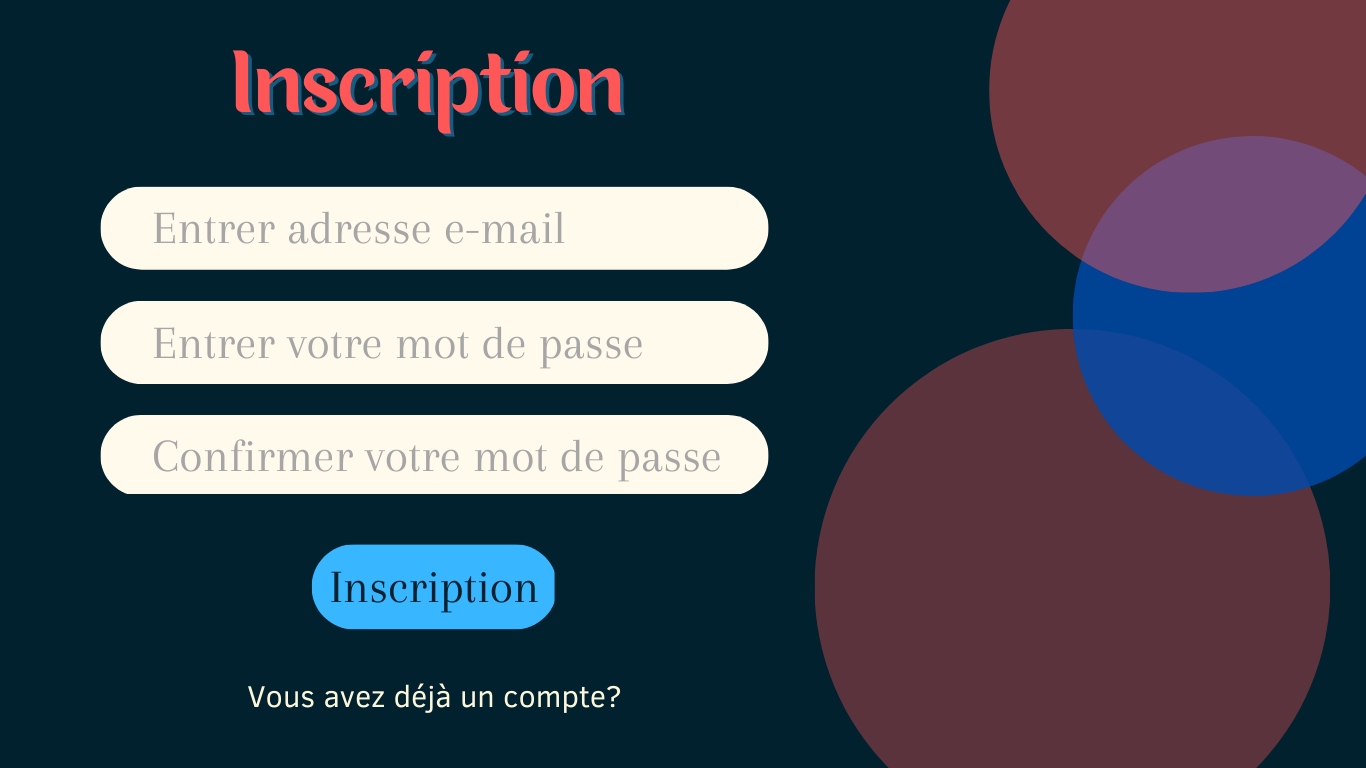 Inscription
Entrer adresse e-mail
Entrer votre mot de passe
Confirmer votre mot de passe
Inscription
Vous avez déjà un compte?